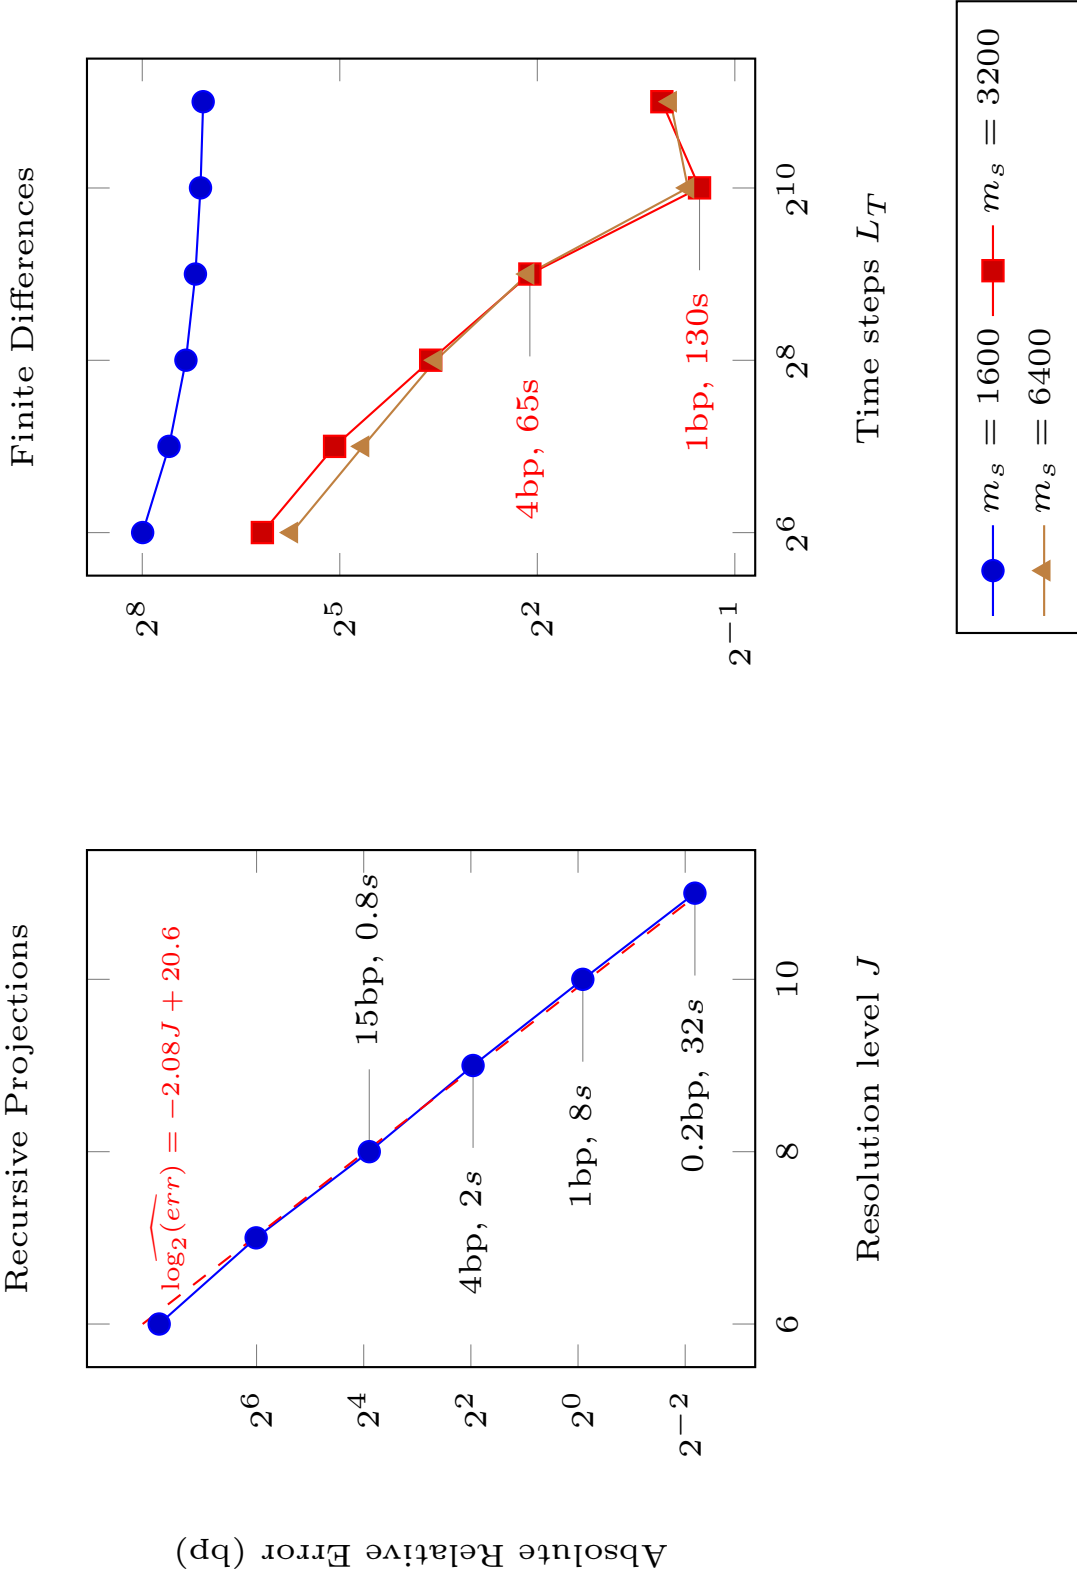 Recursive Projections
Absolute Relative Error (bp)
2^6
2^4
2^2
2^0
2^{-2}
\widehat{\log_2(err)} = −2.08J + 20.6
15bp, 0.8s
4bp, 2s
1bp, 8s
0.2bp, 32s
6
8
10
Resolution level J
Finite Differences
2^8
2^5
2^2
2^{-1}
4bp, 65s
1bp, 130s
2^6
2^8
2^10
Time steps L_T
m_s = 1600 m_s = 3200
m_s = 6400